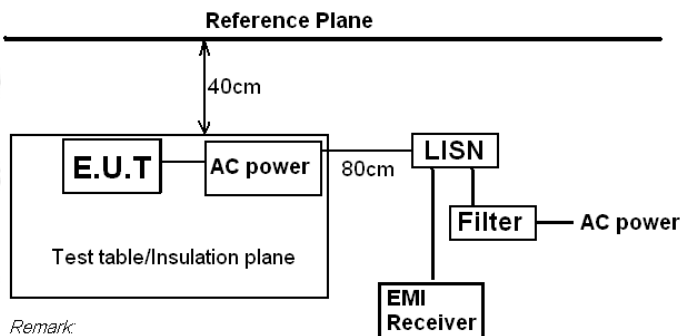 Reference Plane
40cm
E.U.T
AC power
80cm
LISN
Filter
AC power
Test table/Insulation plane
EMI
Receiver
Remark: